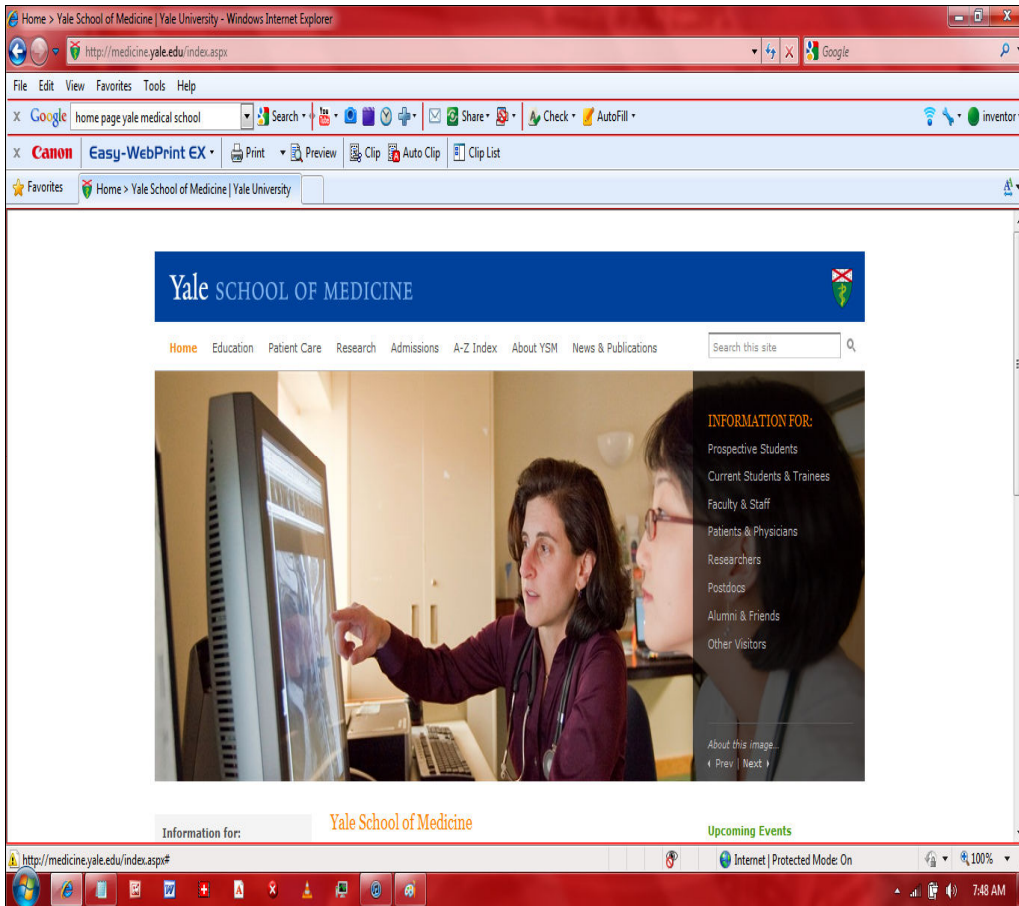 Home > Yale School of Medicine | Yale University - Windows Internet Explorer
http://medicine.yale.edu/index.aspx
Google
File Edit View Favorites Tools Help
X Google home page yale medical school Search Share Check AutoFill inventor
x Canon Easy-WebPrint EX Print Preview Clip Auto Clip Clip List
Favorites Home > Yale School of Medicine | Yale University
Yale SCHOOL OF MEDICINE
Home Education Patient Care Research Admissions A-Z Index About YSM News & Publications Search this site
INFORMATION FOR:
Prospective Students
Current Students & Trainees
Faculty & Staff
Patients & Physicians
Researchers
Postdocs
Alumni & Friends
Other Visitors
About this image...
Prev | Next
Information for:
Yale School of Medicine
Upcoming Events
http://medicine.yale.edu/index.aspx#
Internet | Protected Mode: On
100%
7:48 AM